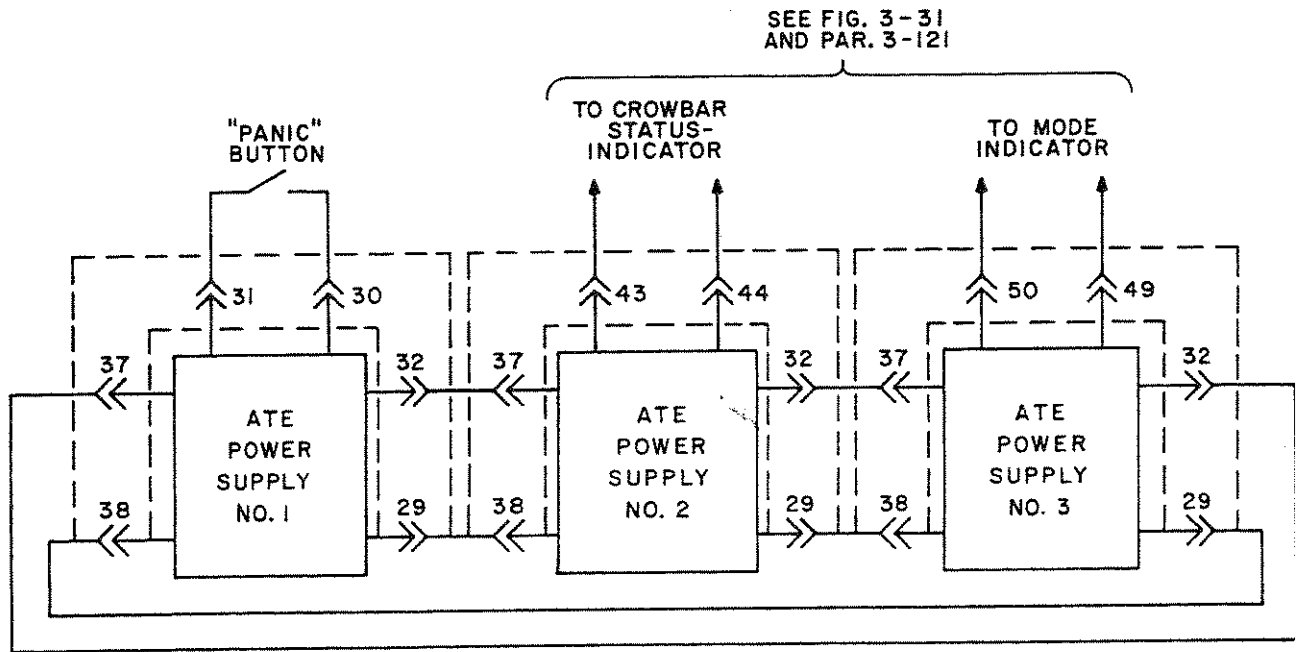 SEE FIG. 3-31
AND PAR. 3-121
TO CROWBAR
STATUS-
INDICATOR
TO MODE
INDICATOR
"PANIC"
BUTTON
31
30
43
44
50
49
37
32
37
32
37
32
ATE
POWER
SUPPLY
NO. 1
ATE
POWER
SUPPLY
NO. 2
ATE
POWER
SUPPLY
NO. 3
38
29
38
29
38
29